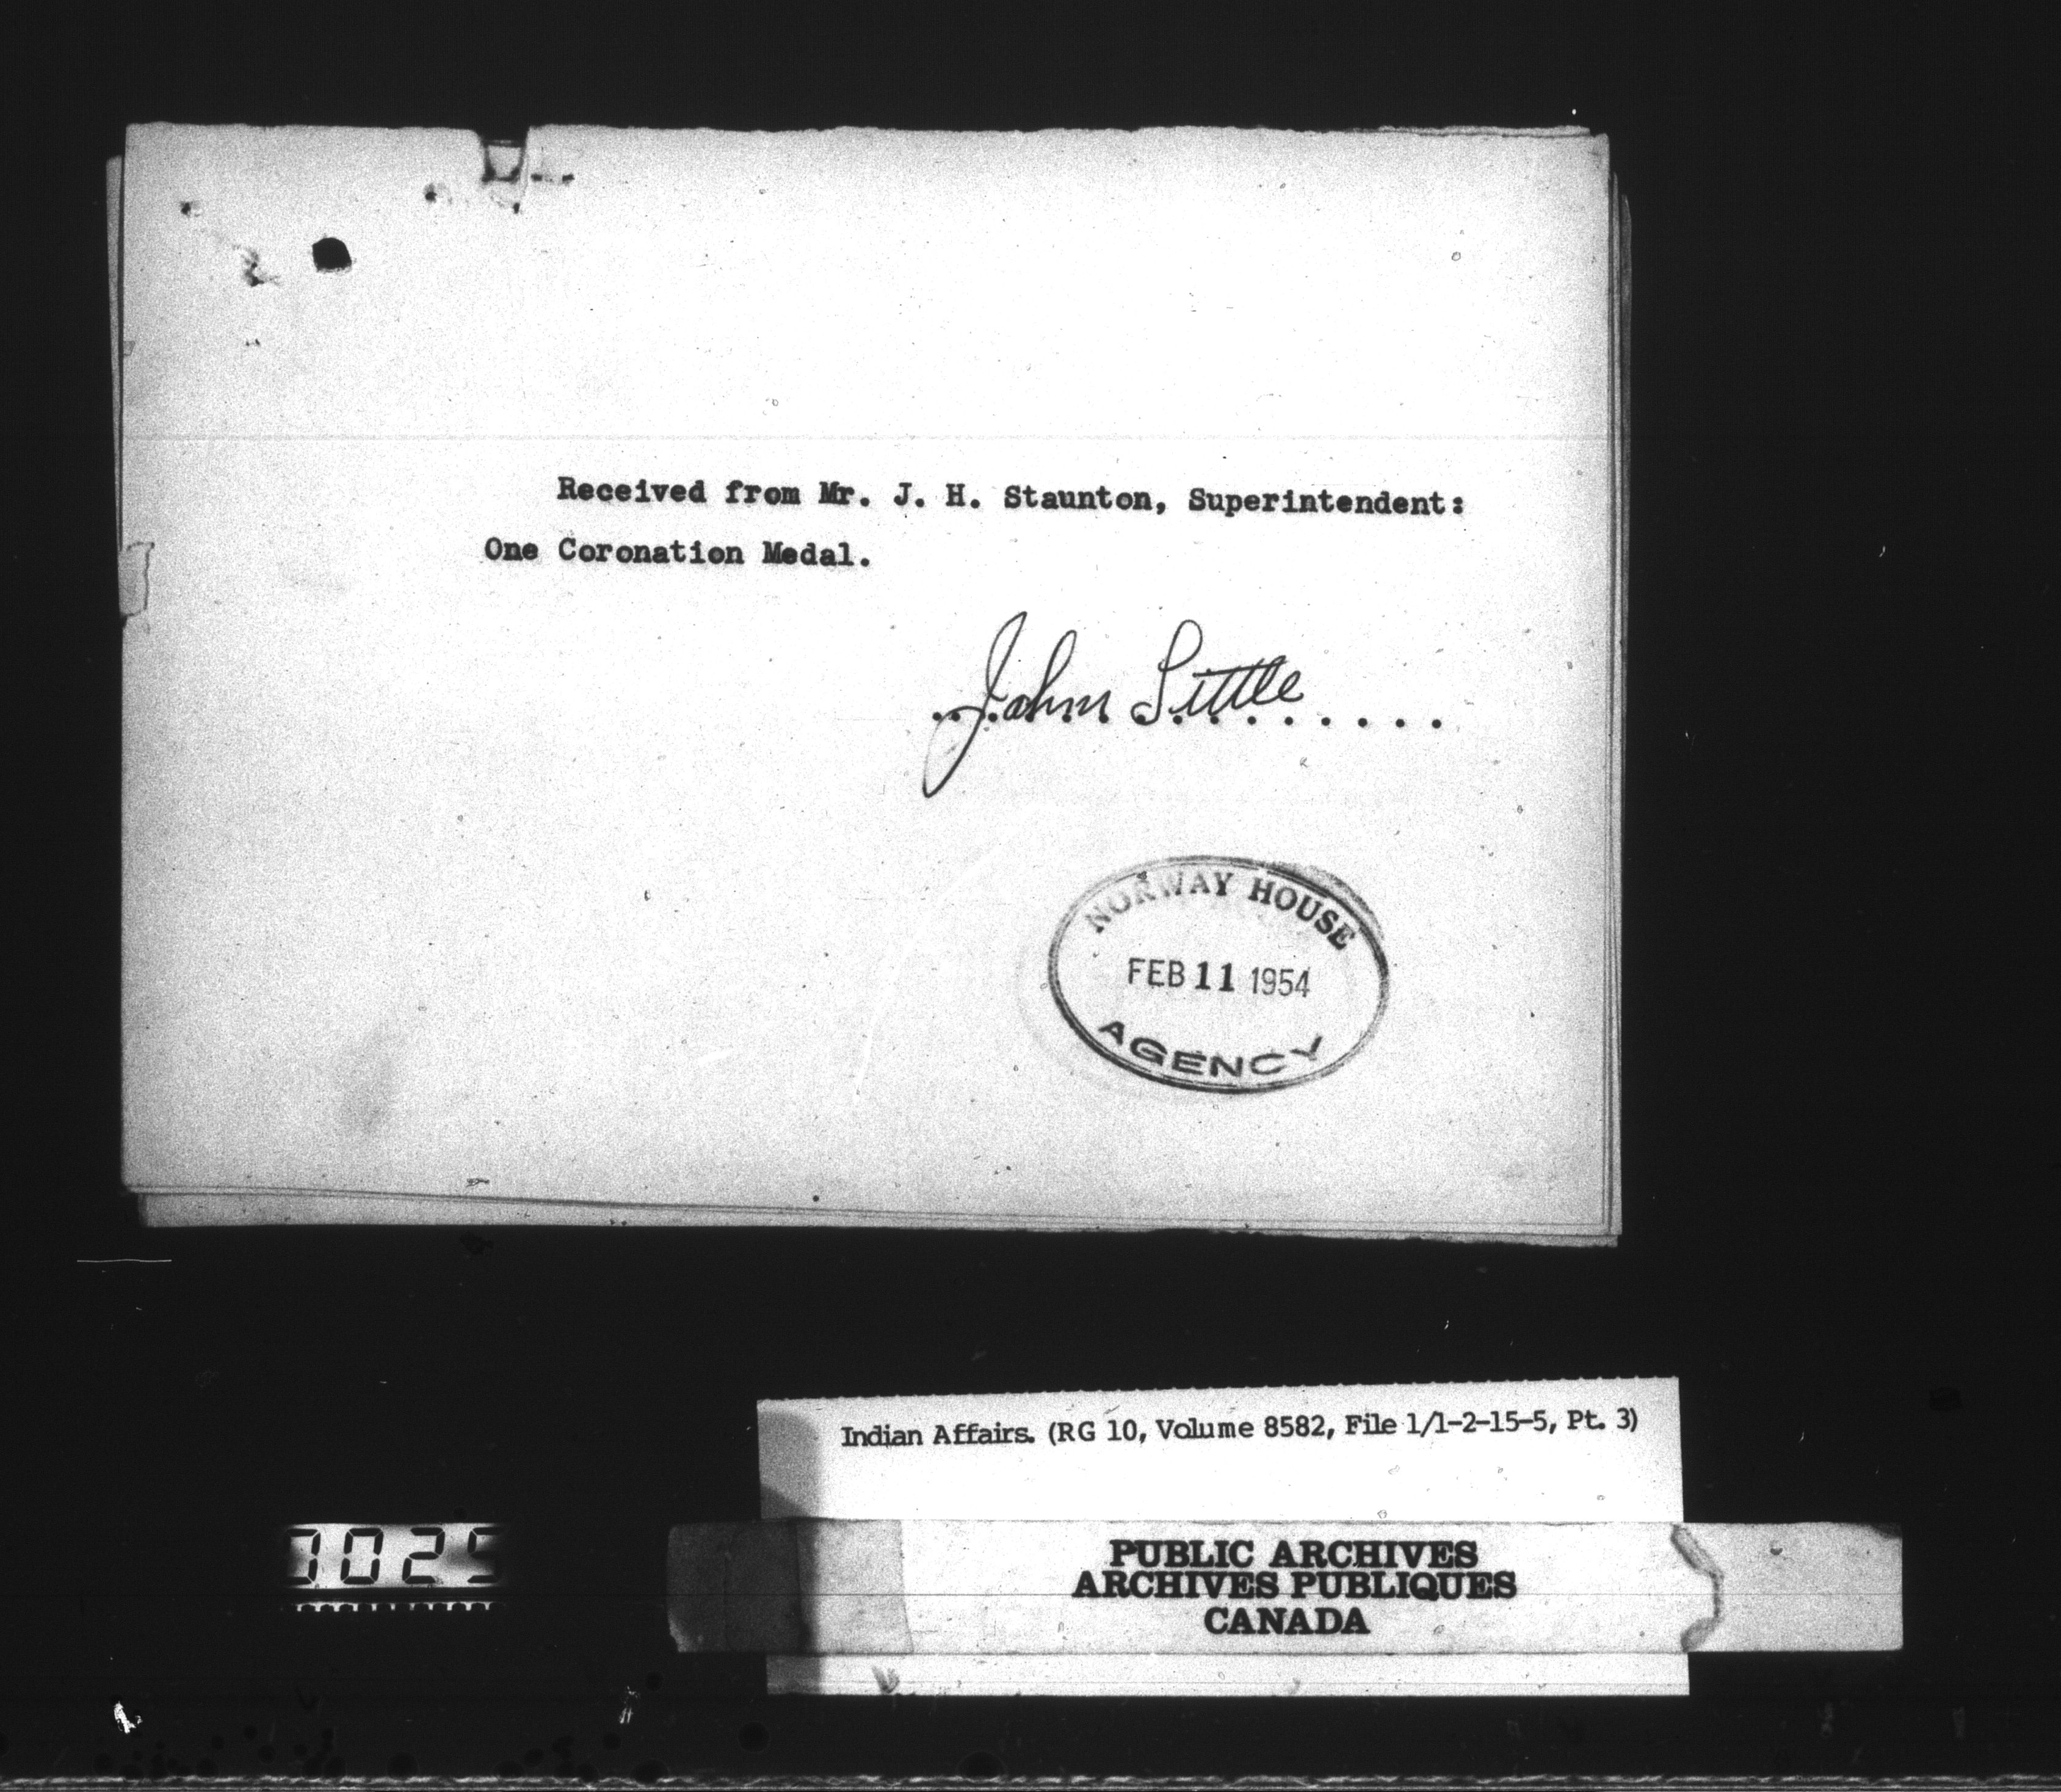 Received from Mr. J. H. Staunton, Superintendent:
One Coronation Medal.
John Little
NORWAY HOUSE
FEB 11 1954
AGENCY
Indian Affairs. (RG 10, Volume 8582, File 1/1-2-15-5, Pt. 3)
PUBLIC ARCHIVES
ARCHIVES PUBLIQUES
CANADA